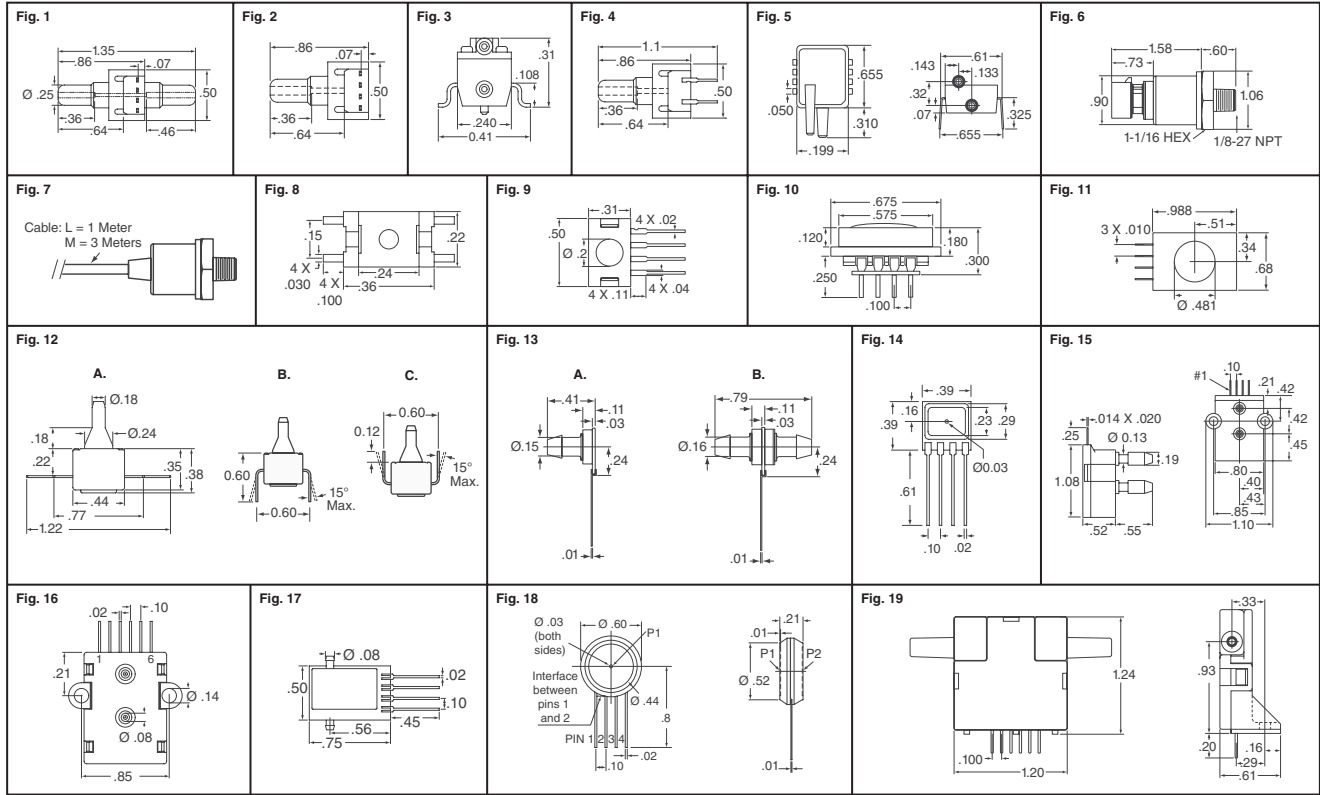 Fig. 1
1.35
.86
.07
Ø .25
.50
.36
.64
.46
Fig. 2
.86
.07
.50
.36
.64
Fig. 3
.31
.108
.240
0.41
Fig. 4
1.1
.86
.50
.36
.64
Fig. 5
.655
.050
.310
.199
.61
.143
.133
.32
.07
.325
.655
Fig. 6
1.58
.60
.73
.90
1.06
1-1/16 HEX
1/8-27 NPT
Fig. 7
Cable: L = 1 Meter
M = 3 Meters
Fig. 8
.15
.22
4 X
.030
4 X
.100
.24
.36
Fig. 9
.31
4 X .02
.50
Ø .2
4 X .11
4 X .04
Fig. 10
.675
.575
.120
.180
.300
.250
.100
Fig. 11
.988
.51
3 X .010
.34
.68
Ø .481
Fig. 12
A.
Ø.18
.18
Ø.24
.22
.35
.38
.44
.77
1.22
B.
0.60
15°
Max.
0.60
C.
0.60
0.12
15°
Max.
Fig. 13
A.
.41
.11
.03
Ø.15
.24
.01
B.
.79
.11
.03
Ø.16
.24
.01
Fig. 14
.39
.16
.39
.23
.29
Ø0.03
.61
.10
.02
Fig. 15
.10
#1
.21
.42
.014 X .020
.25
Ø 0.13
.42
.19
.45
1.08
.80
.40
.43
.85
.52
.55
1.10
Fig. 16
.02
.10
1
6
.21
Ø .14
Ø .08
.85
Fig. 17
Ø .08
.02
.50
.10
.45
.56
.75
Fig. 18
Ø .03
(both
sides)
Ø .60
P1
Interface
between
pins 1
and 2
Ø .44
.8
PIN 1 2 3 4
.02
.10
.21
.01
P1
P2
Ø .52
.01
Fig. 19
1.24
.100
1.20
.33
.93
.20
.16
.29
.61